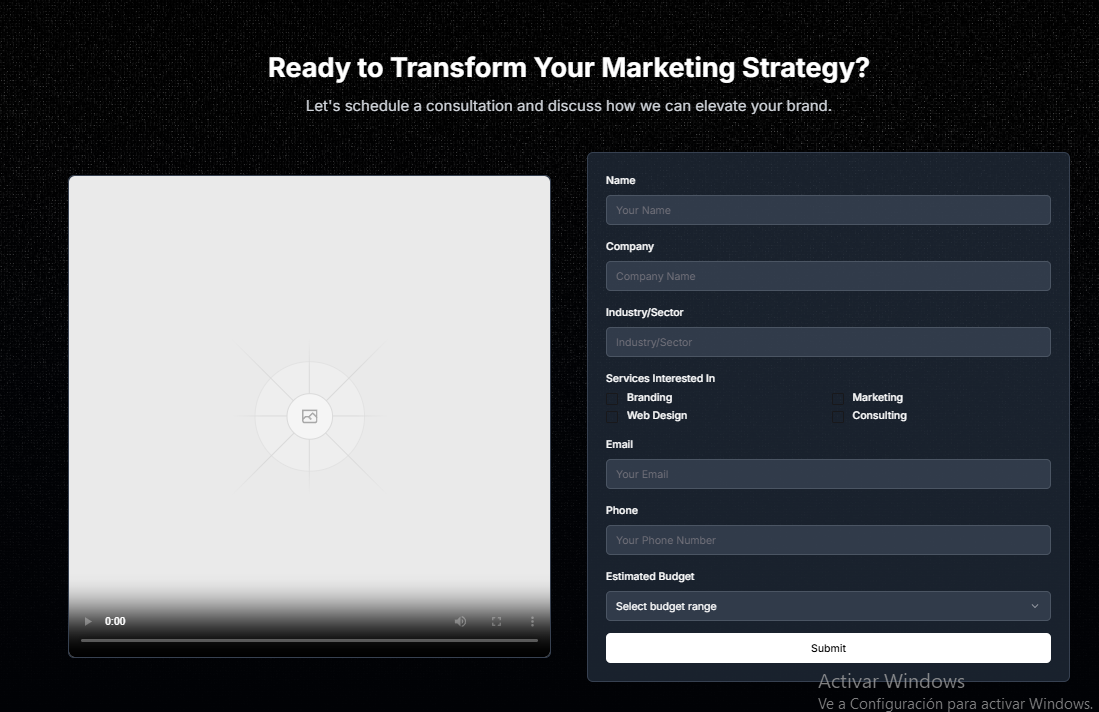 Ready to Transform Your Marketing Strategy?
Let's schedule a consultation and discuss how we can elevate your brand.
0:00
Name
Your Name
Company
Company Name
Industry/Sector
Industry/Sector
Services Interested In
Branding
Marketing
Web Design
Consulting
Email
Your Email
Phone
Your Phone Number
Estimated Budget
Select budget range
Submit
Activar Windows
Ve a Configuración para activar Windows.